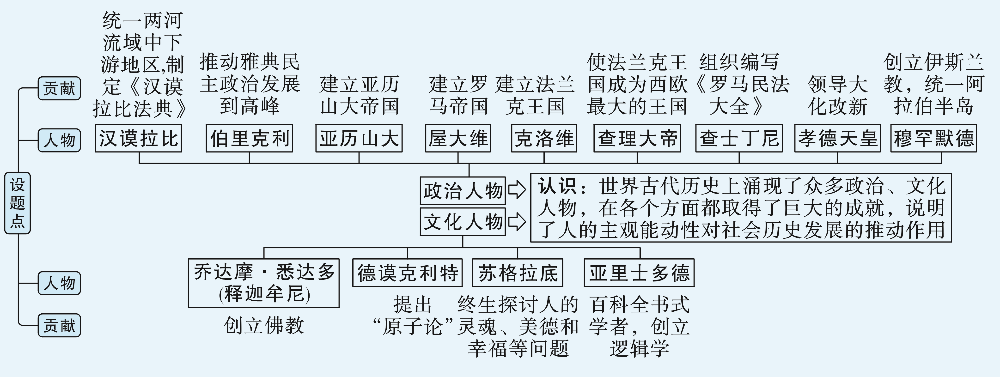 贡献
统一两河
流域中下
游地区,制
定《汉谟
拉比法典》
推动雅典民
主政治发展
到高峰
建立亚历
山大帝国
建立罗
马帝国
建立法兰
克王国
使法兰克王
国成为西欧
最大的王国
组织编写
《罗马民法
大全》
领导大
化改新
创立伊斯兰
教，统一阿
拉伯半岛
人物
汉谟拉比
伯里克利
亚历山大
屋大维
克洛维
查理大帝
查士丁尼
孝德天皇
穆罕默德
设题点
政治人物
文化人物
认识：世界古代历史上涌现了众多政治、文化
人物，在各个方面都取得了巨大的成就，说明
了人的主观能动性对社会历史发展的推动作用
人物
乔达摩·悉达多
(释迦牟尼)
德谟克利特
苏格拉底
亚里士多德
贡献
创立佛教
提出
“原子论”
终生探讨人的
灵魂、美德和
幸福等问题
百科全书式
学者，创立
逻辑学